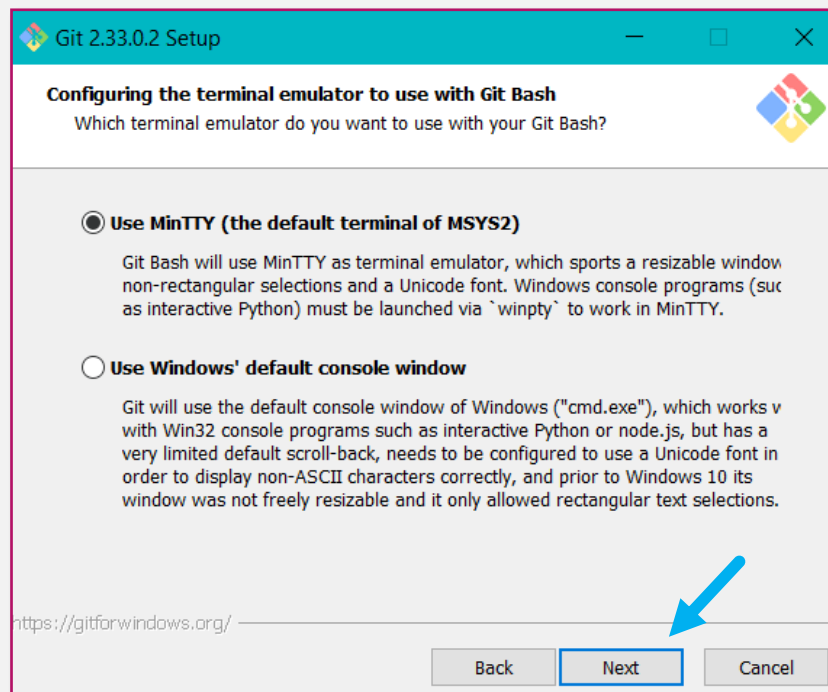 Git 2.33.0.2 Setup
Configuring the terminal emulator to use with Git Bash
Which terminal emulator do you want to use with your Git Bash?
Use MinTTY (the default terminal of MSYS2)
Git Bash will use MinTTY as terminal emulator, which sports a resizable window
non-rectangular selections and a Unicode font. Windows console programs (suc
as interactive Python) must be launched via `winpty` to work in MinTTY.
Use Windows' default console window
Git will use the default console window of Windows ("cmd.exe"), which works w
with Win32 console programs such as interactive Python or node.js, but has a
very limited default scroll-back, needs to be configured to use a Unicode font in
order to display non-ASCII characters correctly, and prior to Windows 10 its
window was not freely resizable and it only allowed rectangular text selections.
https://gitforwindows.org/
Back Next Cancel